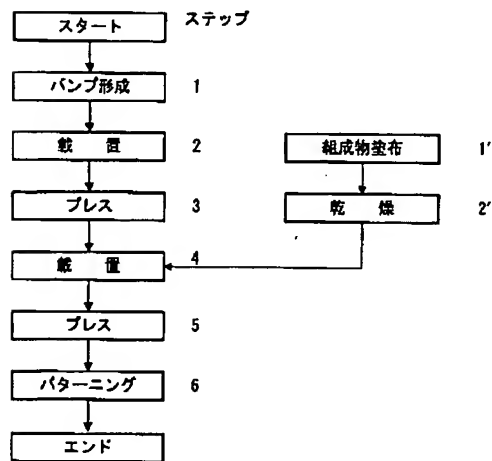 スタート ステップ
バンプ形成 1
載 置 2
組成物塗布 1'
プレス 3
乾 燥 2'
載 置 4
プレス 5
パターニング 6
エンド